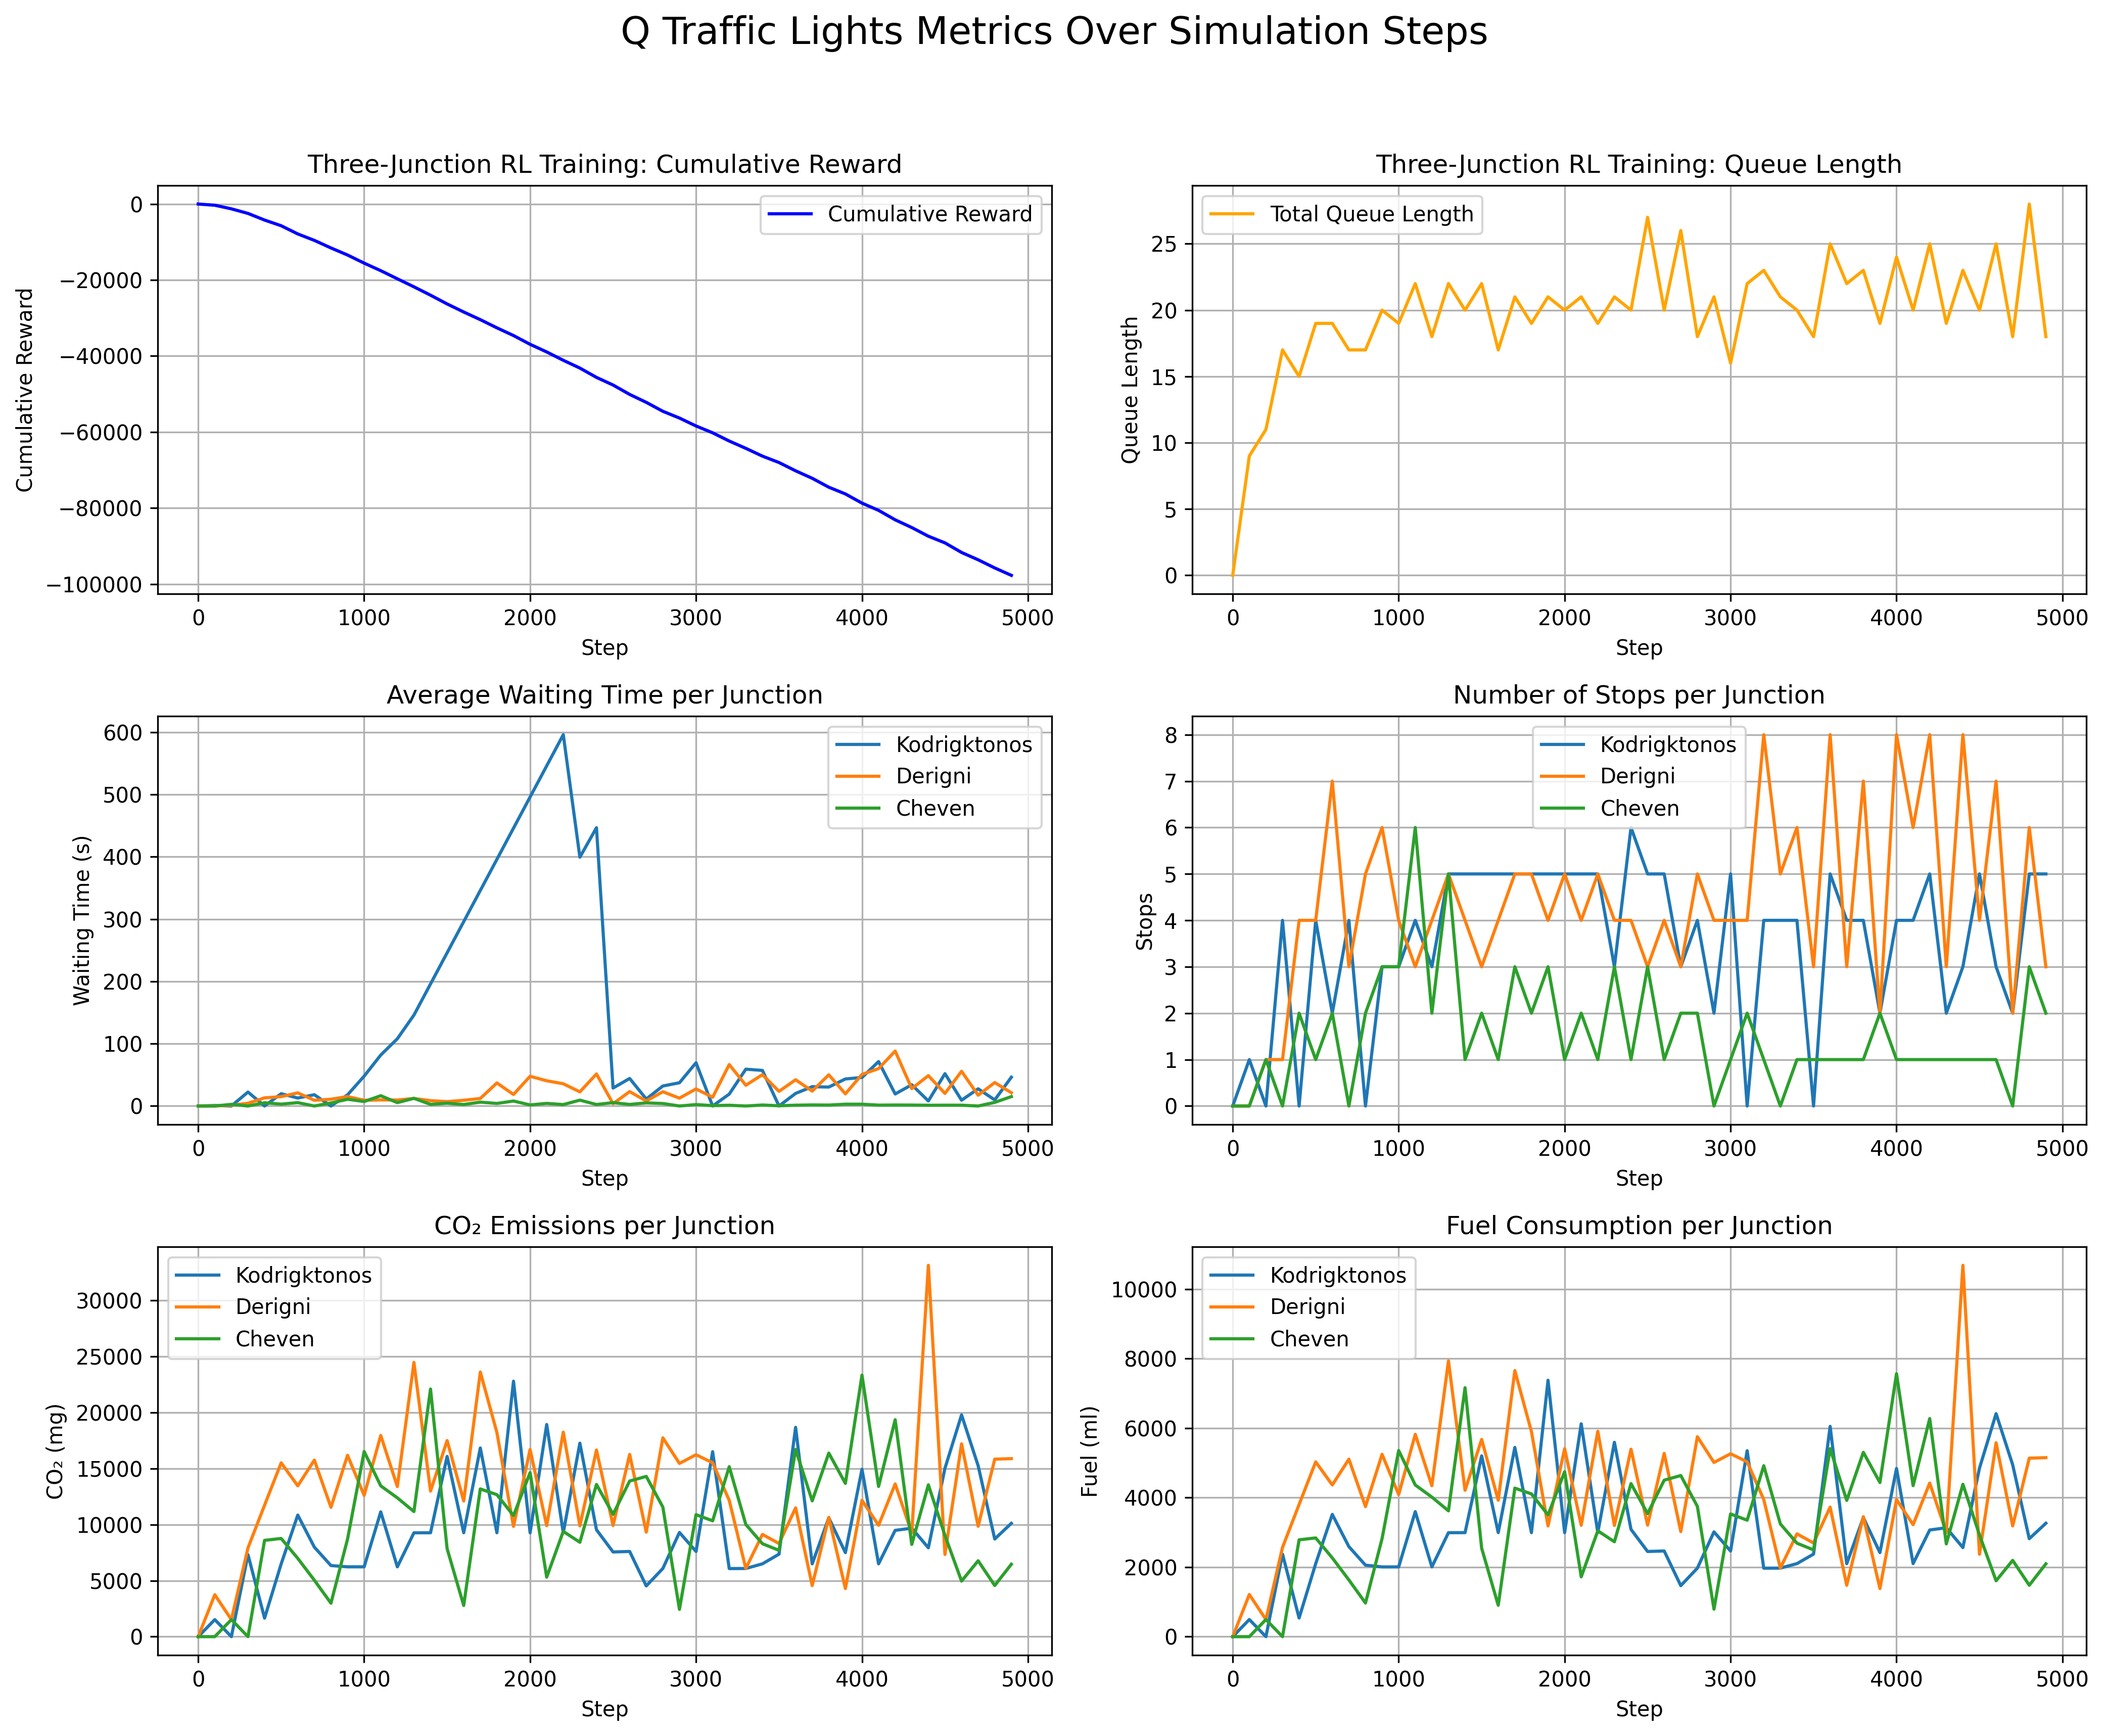 Q Traffic Lights Metrics Over Simulation Steps
Three-Junction RL Training: Cumulative Reward
Cumulative Reward
0
−20000
−40000
−60000
−80000
−100000
Cumulative Reward
0 1000 2000 3000 4000 5000
Step
Three-Junction RL Training: Queue Length
Total Queue Length
25
20
15
10
5
0
Queue Length
0 1000 2000 3000 4000 5000
Step
Average Waiting Time per Junction
Kodrigktonos
Derigni
Cheven
600
500
400
300
200
100
0
Waiting Time (s)
0 1000 2000 3000 4000 5000
Step
Number of Stops per Junction
Kodrigktonos
Derigni
Cheven
8
7
6
5
4
3
2
1
0
Stops
0 1000 2000 3000 4000 5000
Step
CO₂ Emissions per Junction
Kodrigktonos
Derigni
Cheven
30000
25000
20000
15000
10000
5000
0
CO₂ (mg)
0 1000 2000 3000 4000 5000
Step
Fuel Consumption per Junction
Kodrigktonos
Derigni
Cheven
10000
8000
6000
4000
2000
0
Fuel (ml)
0 1000 2000 3000 4000 5000
Step